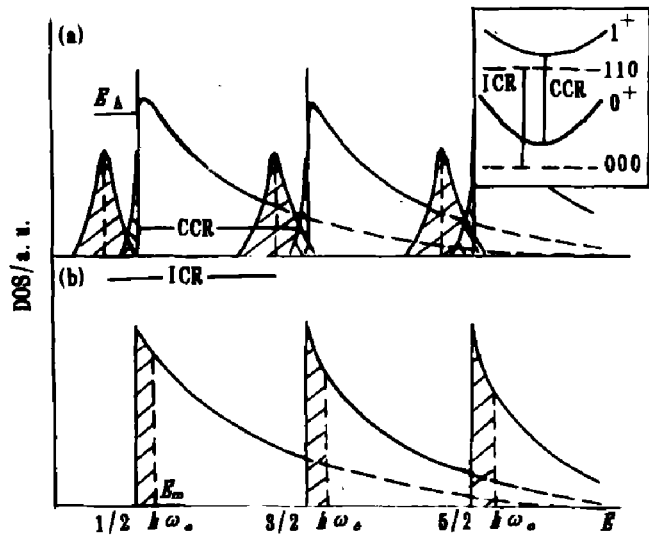 (a)
1+
110
ICR
CCR
0+
000
E_Λ
CCR
DOS/a. u.
(b)
ICR
E_m
1/2 ħω_c 3/2 ħω_c 5/2 ħω_c E